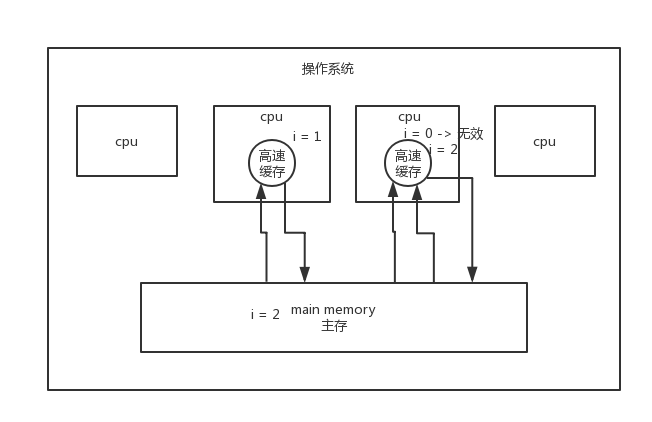 操作系统
cpu
cpu
i = 1
高速
缓存
cpu
i = 0 -> 无效
i = 2
高速
缓存
cpu
i = 2
main memory
主存